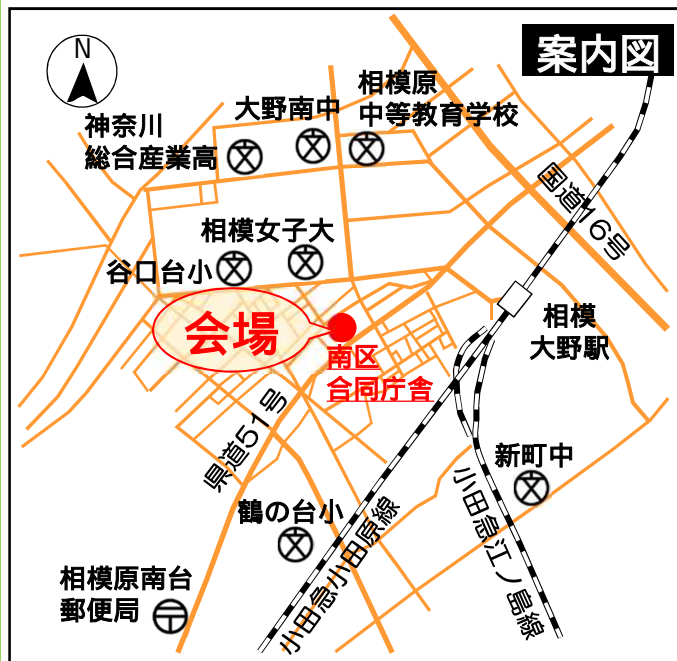 案内図
N
相模原
中等教育学校
大野南中
神奈川
総合産業高
国道16号
相模女子大
谷口台小
会場
南区
合同庁舎
相模
大野駅
県道51号
新町中
鶴の台小
小田急小田原線
小田急江ノ島線
相模原南台
郵便局